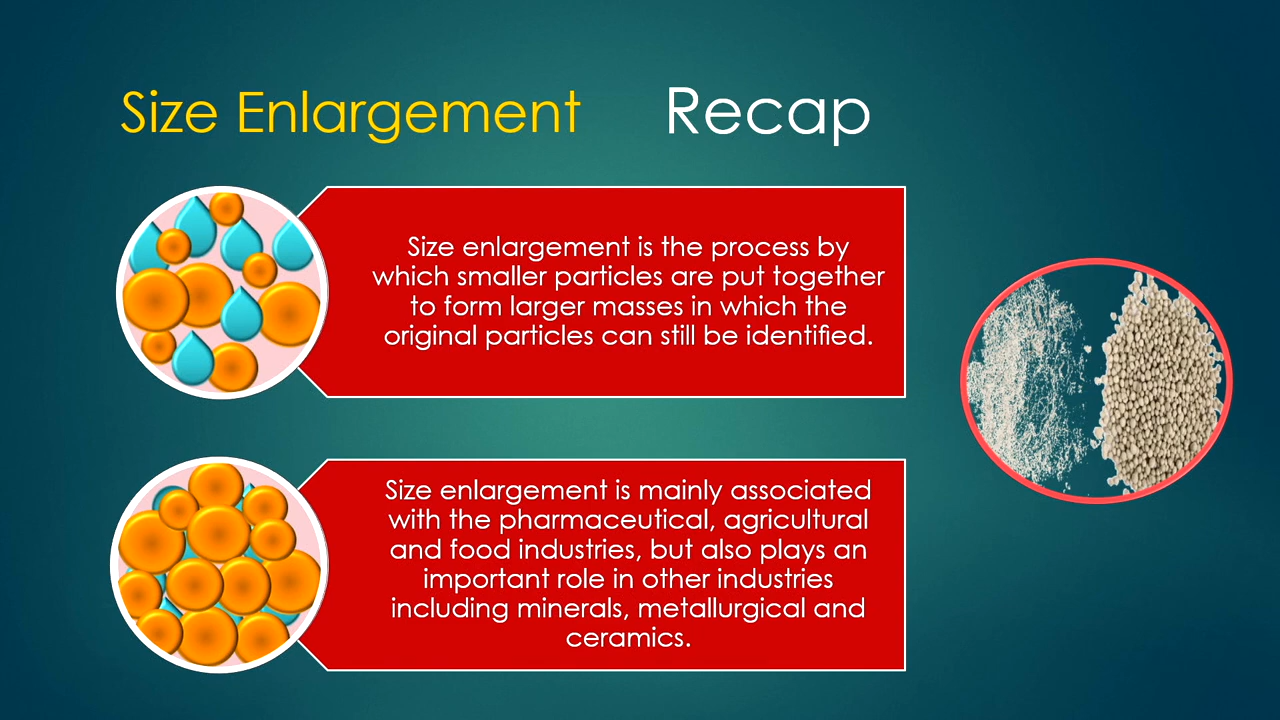 Size Enlargement Recap
Size enlargement is the process by
which smaller particles are put together
to form larger masses in which the
original particles can still be identified.
Size enlargement is mainly associated
with the pharmaceutical, agricultural
and food industries, but also plays an
important role in other industries
including minerals, metallurgical and
ceramics.